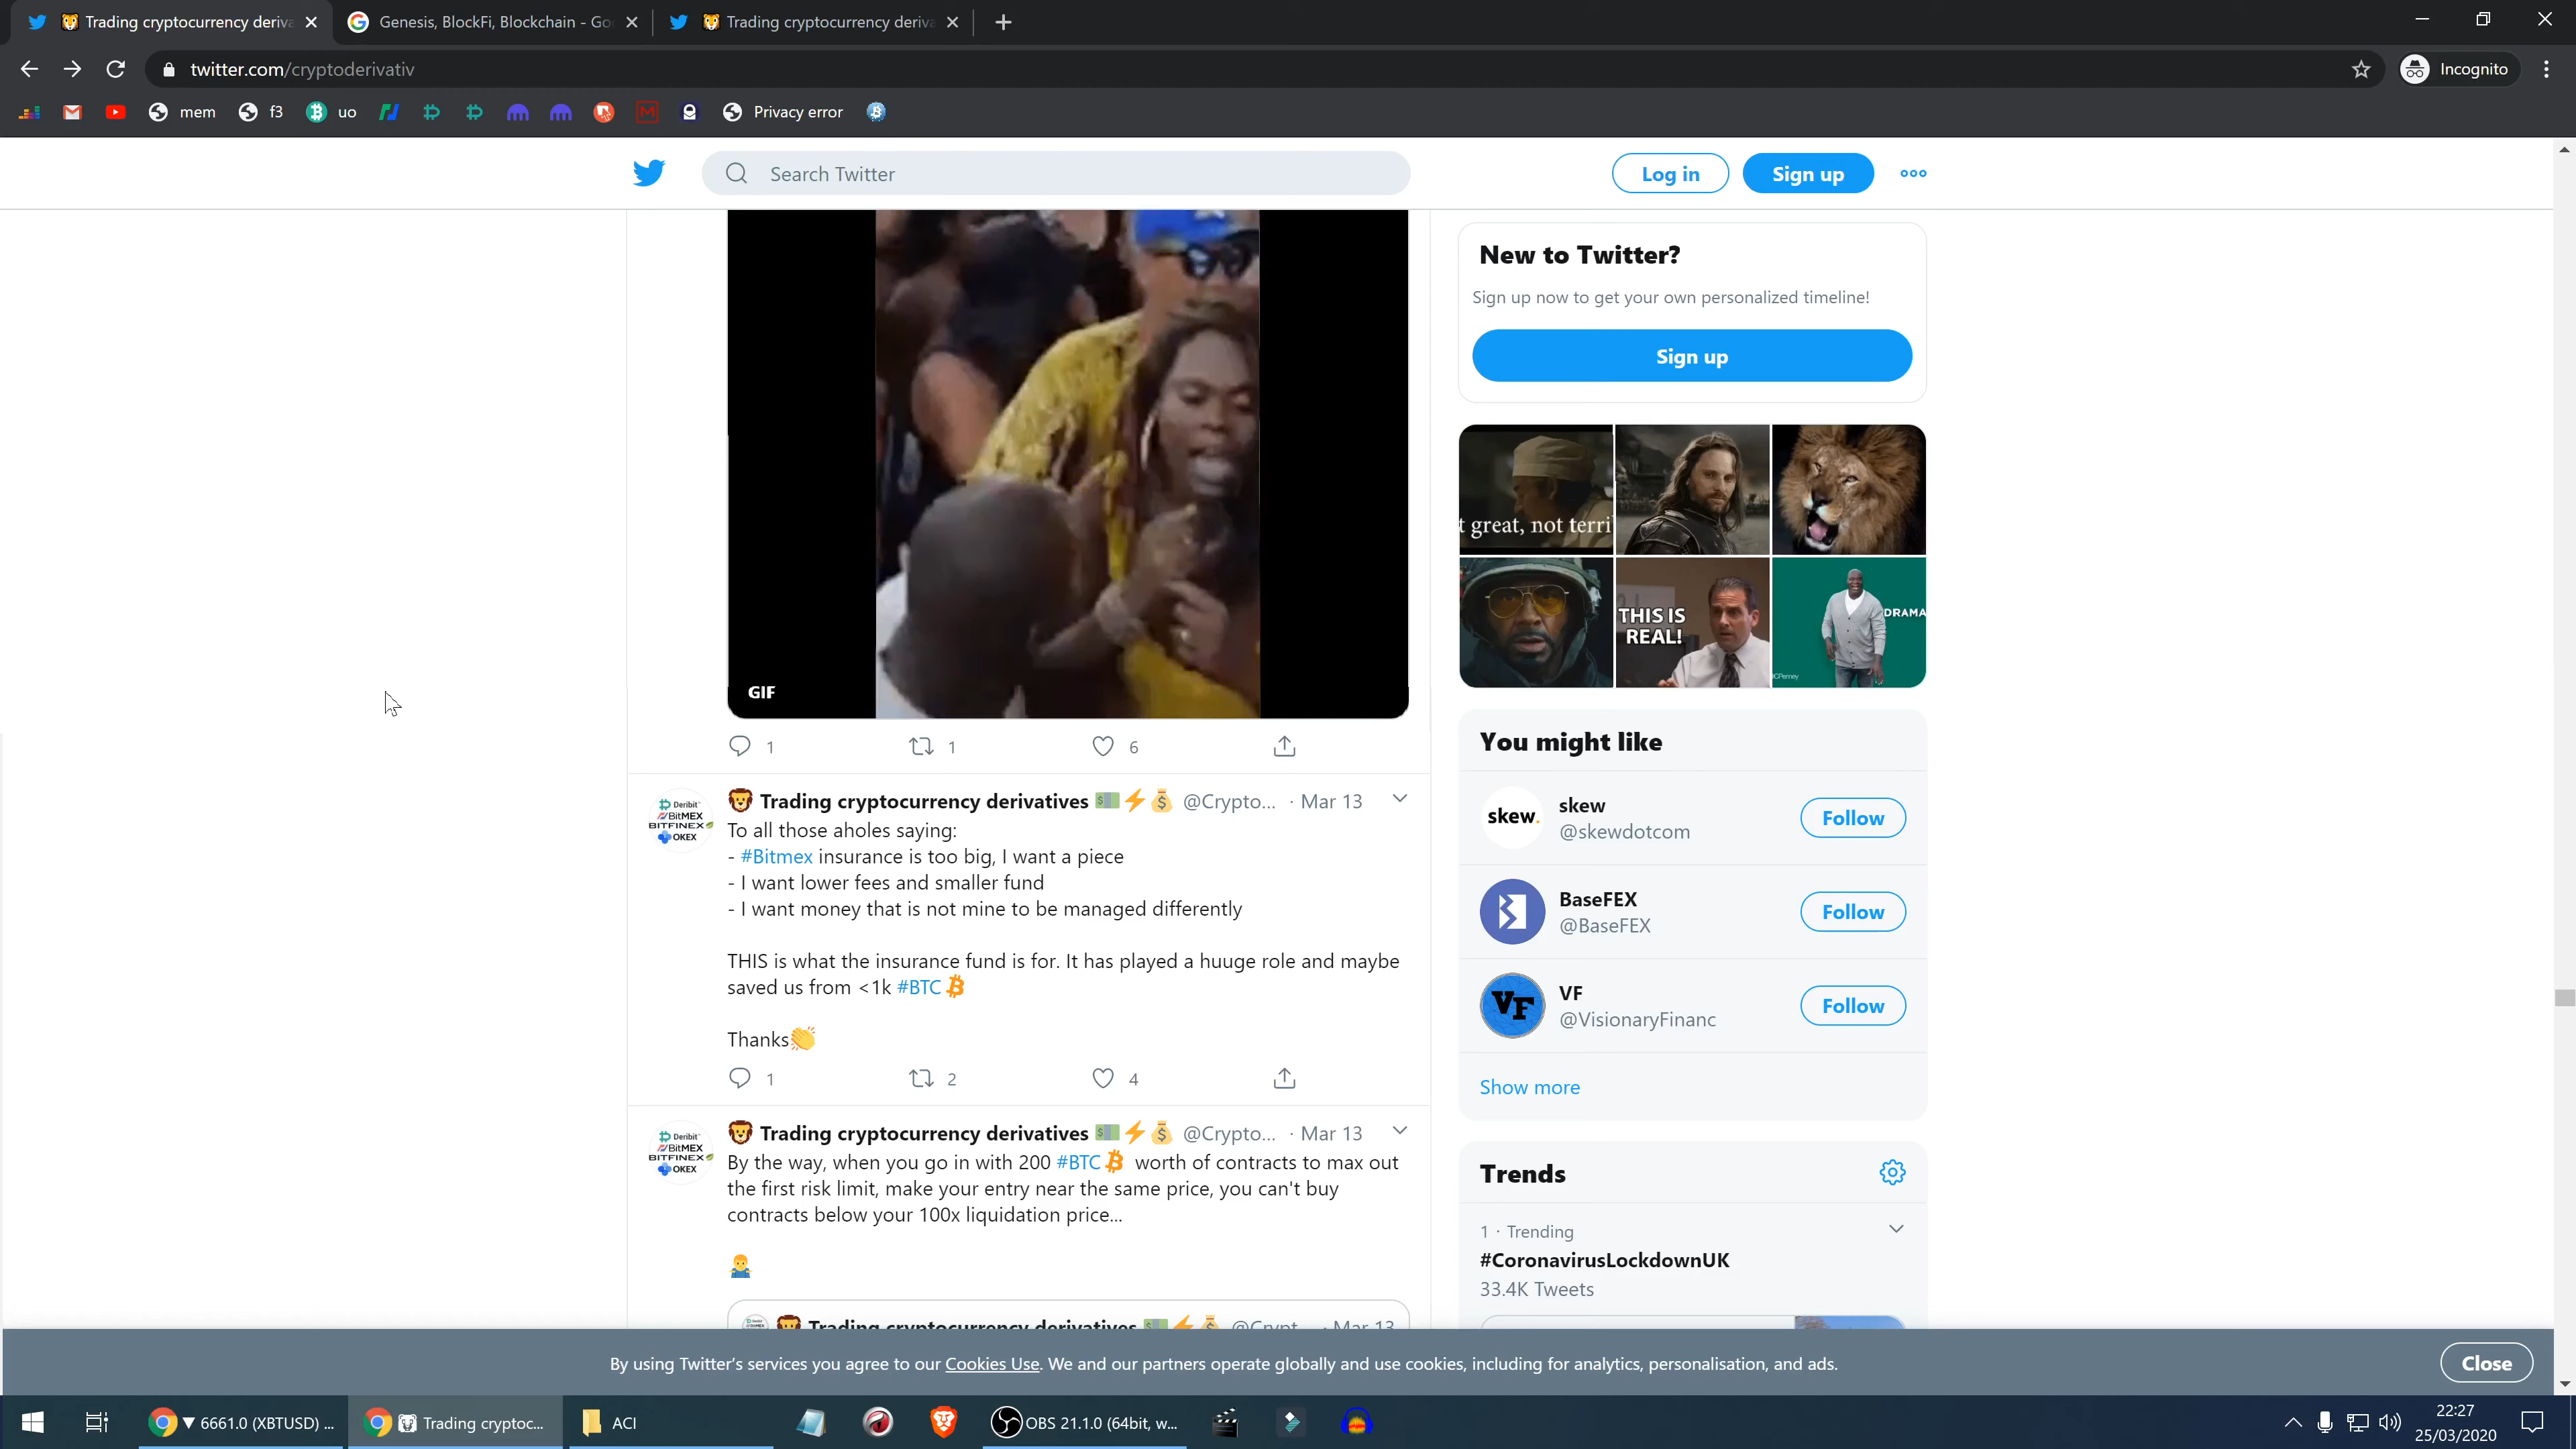 Trading cryptocurrency deriva
Genesis, BlockFi, Blockchain - Go
Trading cryptocurrency deriva
twitter.com/cryptoderivativ
Incognito
mem
f3
uo
Privacy error
Search Twitter
Log in
Sign up
New to Twitter?
Sign up now to get your own personalized timeline!
Sign up
t great, not terri
THIS IS
REAL!
DRAMA
GIF
1
1
6
You might like
skew.
skew
@skewdotcom
Follow
BaseFEX
@BaseFEX
Follow
VF
VF
@VisionaryFinanc
Follow
Show more
Deribit
BitMEX
BITFINEX
OKEX
Trading cryptocurrency derivatives 💵⚡💰 @Crypto... · Mar 13
To all those aholes saying:
- #Bitmex insurance is too big, I want a piece
- I want lower fees and smaller fund
- I want money that is not mine to be managed differently
THIS is what the insurance fund is for. It has played a huuge role and maybe
saved us from <1k #BTC
Thanks👏
1
2
4
Deribit
BitMEX
BITFINEX
OKEX
Trading cryptocurrency derivatives 💵⚡💰 @Crypto... · Mar 13
By the way, when you go in with 200 #BTC worth of contracts to max out
the first risk limit, make your entry near the same price, you can't buy
contracts below your 100x liquidation price...
Trading cryptocurrency derivatives @Crypt... · Mar 13
Trends
1 · Trending
#CoronavirusLockdownUK
33.4K Tweets
By using Twitter's services you agree to our Cookies Use. We and our partners operate globally and use cookies, including for analytics, personalisation, and ads.
Close
▼ 6661.0 (XBTUSD) ...
Trading cryptoc...
ACI
OBS 21.1.0 (64bit, w...
22:27
25/03/2020